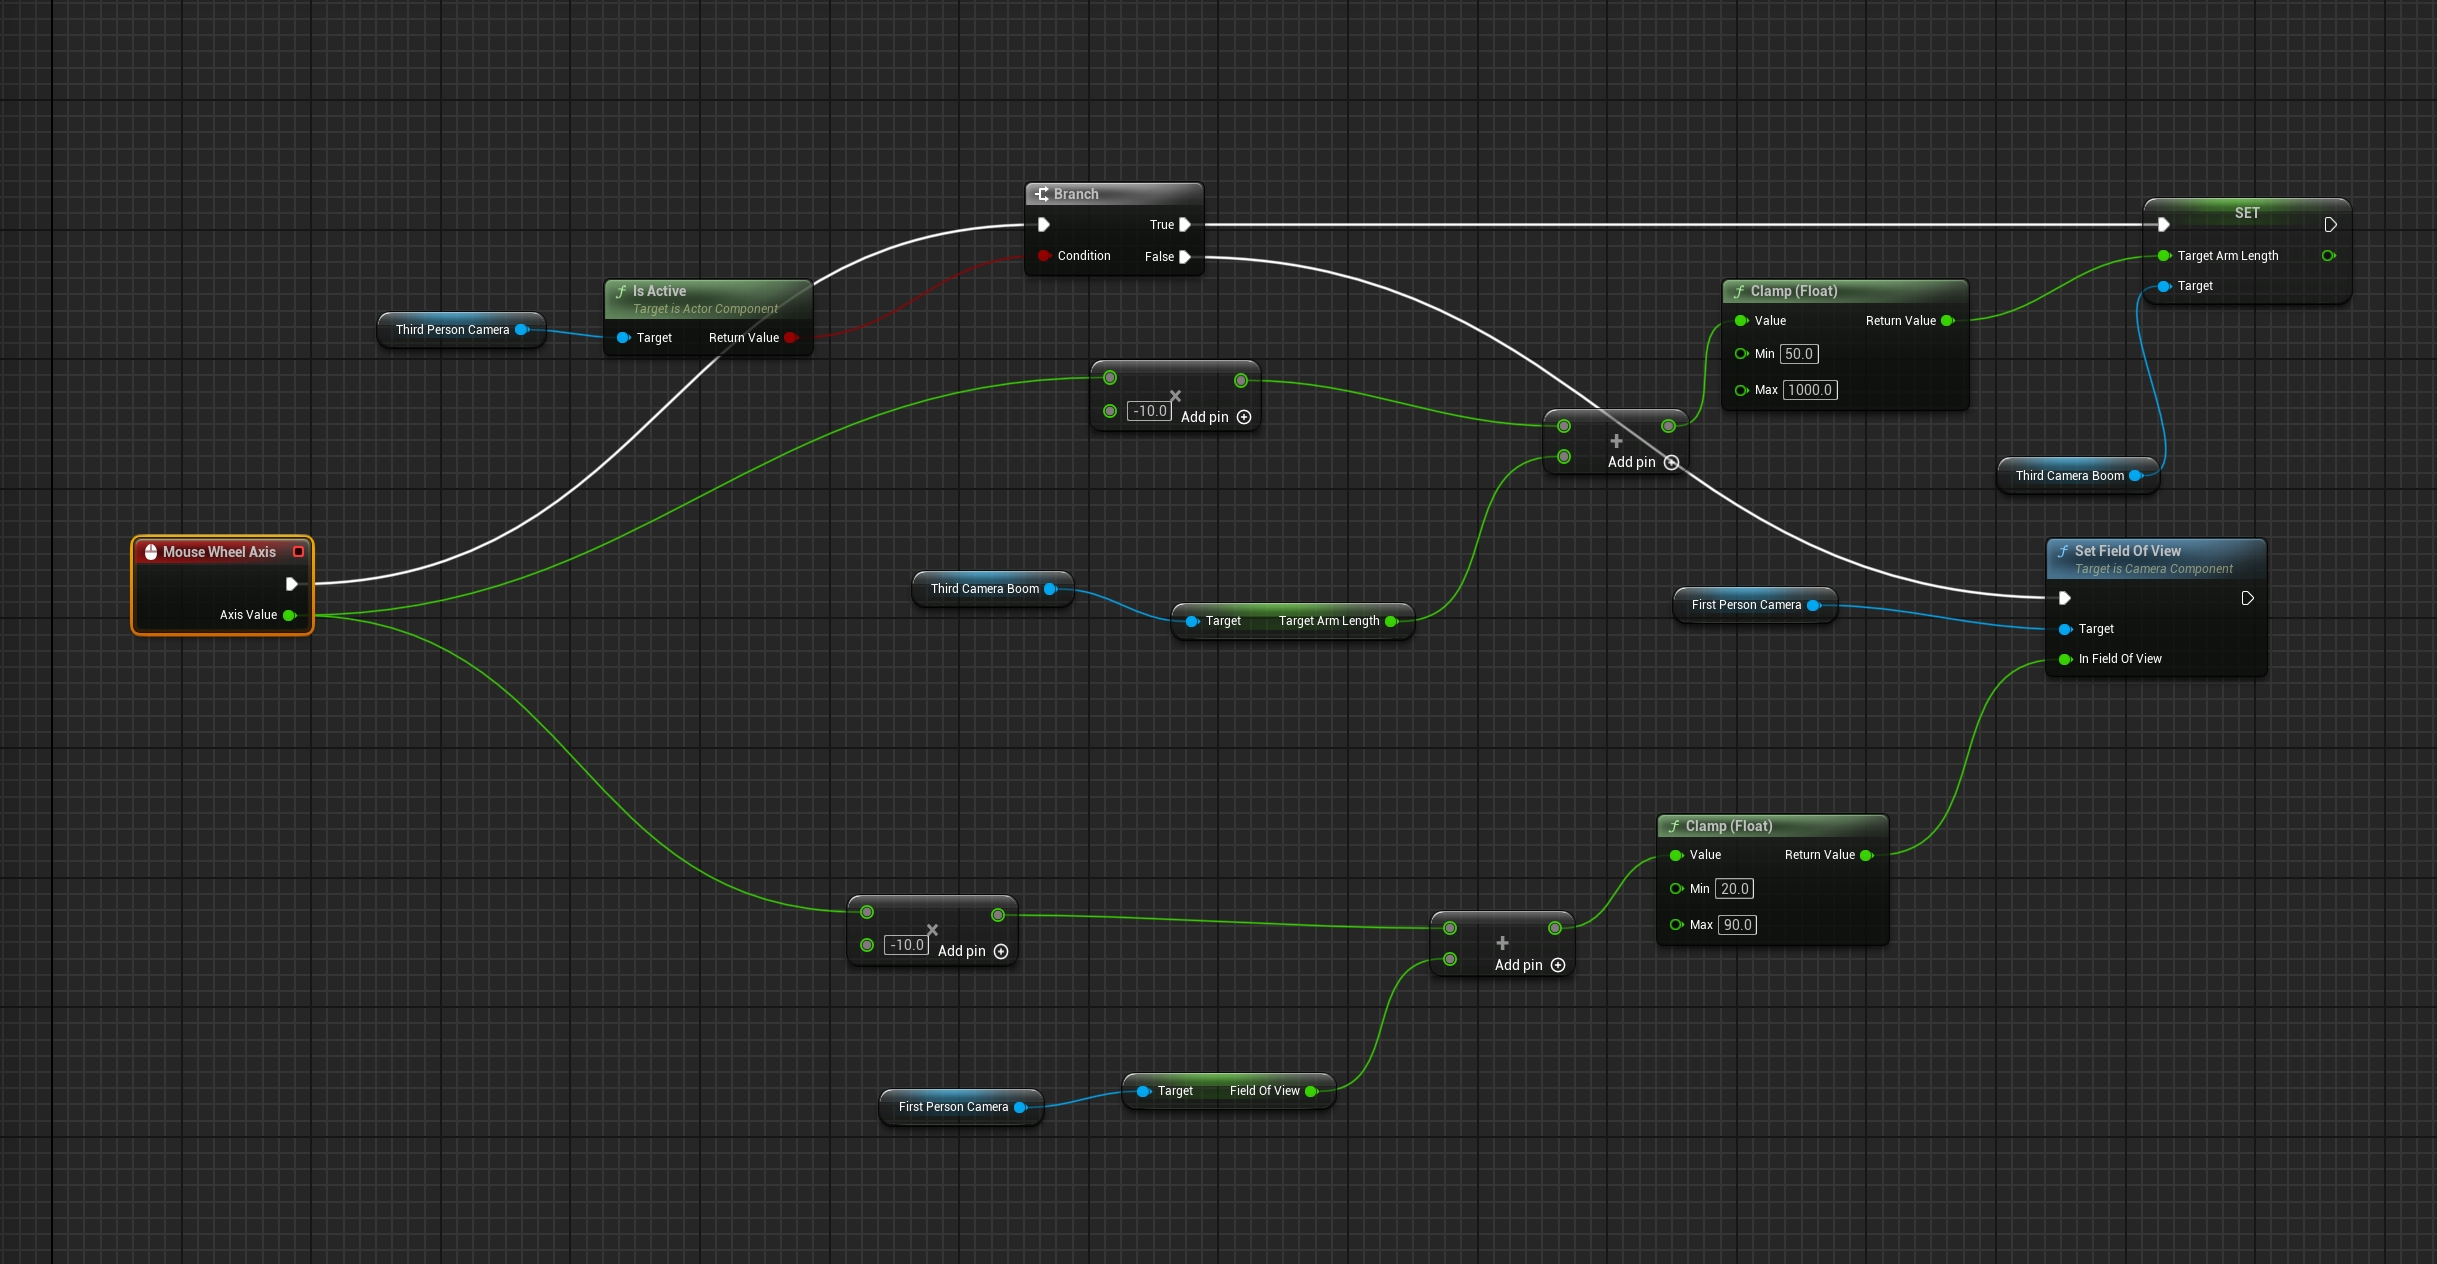 Branch
True
Condition
False
SET
Target Arm Length
Target
Is Active
Target is Actor Component
Target
Return Value
Third Person Camera
Clamp (Float)
Value
Return Value
Min 50.0
Max 1000.0
×
-10.0
Add pin
+
Add pin
Third Camera Boom
Mouse Wheel Axis
Axis Value
Third Camera Boom
Target
Target Arm Length
First Person Camera
Set Field Of View
Target is Camera Component
Target
In Field Of View
Clamp (Float)
Value
Return Value
Min 20.0
Max 90.0
×
-10.0
Add pin
+
Add pin
First Person Camera
Target
Field Of View